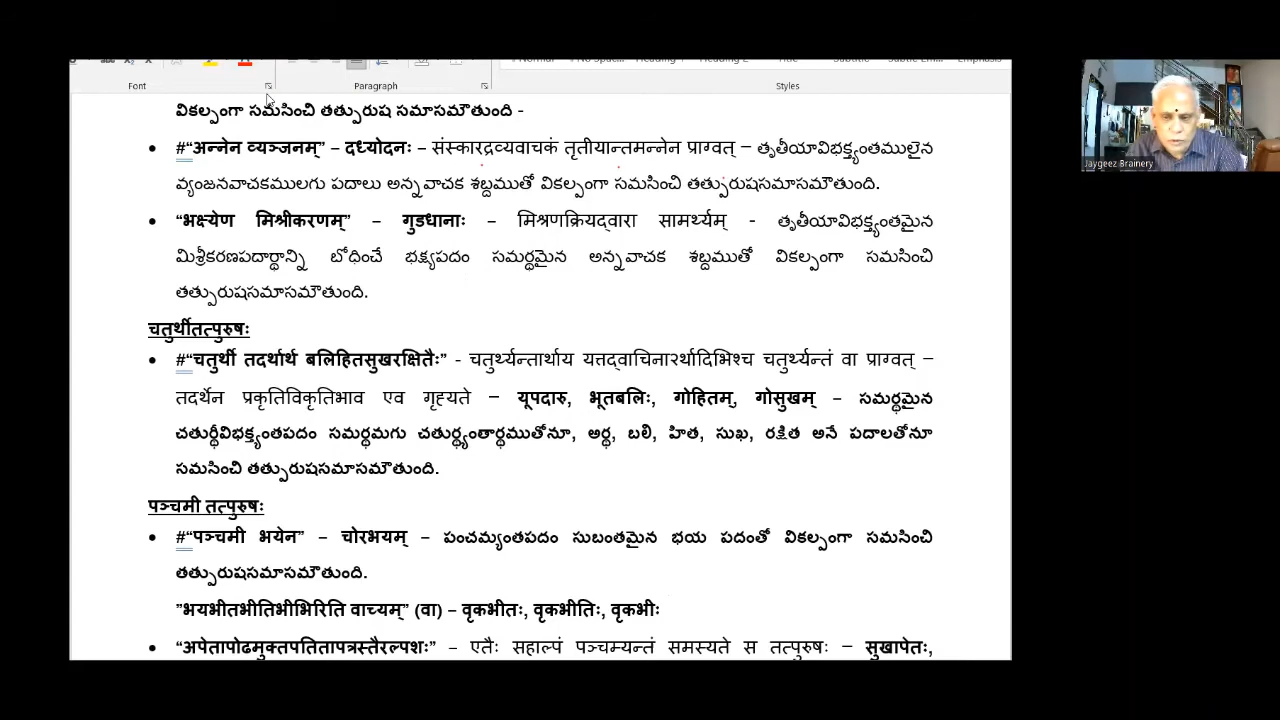 Font Paragraph Styles
వికల్పంగా సమసించి తత్పురుష సమాసమౌతుంది -
• #“अन्नेन व्यञ्जनम्” – दध्योदनः – संस्कारद्रव्यवाचकं तृतीयान्तमन्नेन प्राग्वत् – తృతీయావిభక్త్యంతములైన
వ్యంజనవాచకములగు పదాలు అన్నవాచక శబ్దముతో వికల్పంగా సమసించి తత్పురుషసమాసమౌతుంది.
• “भक्ष्येण मिश्रीकरणम्” – गुडधानाः – मिश्रणक्रियद्वारा सामर्थ्यम् - తృతీయావిభక్త్యంతమైన
మిశ్రీకరణపదార్థాన్ని బోధించే భక్ష్యపదం సమర్థమైన అన్నవాచక శబ్దముతో వికల్పంగా సమసించి
తత్పురుషసమాసమౌతుంది.
चतुर्थीतत्पुरुषः
• #“चतुर्थी तदर्थार्थ बलिहितसुखरक्षितैः” - चतुर्थ्यन्तार्थाय यत्तद्वाचिनाऽर्थादिभिश्च चतुर्थ्यन्तं वा प्राग्वत् –
तदर्थेन प्रकृतिविकृतिभाव एव गृह्यते – यूपदारु, भूतबलिः, गोहितम्, गोसुखम् – సమర్థమైన
చతుర్థీవిభక్త్యంతపదం సమర్థమగు చతుర్థ్యంతార్థముతోనూ, అర్థ, బలి, హిత, సుఖ, రక్షిత అనే పదాలతోనూ
సమసించి తత్పురుషసమాసమౌతుంది.
पञ्चमी तत्पुरुषः
• #“पञ्चमी भयेन” – चोरभयम् – పంచమ్యంతపదం సుబంతమైన భయ పదంతో వికల్పంగా సమసించి
తత్పురుషసమాసమౌతుంది.
”भयभीतभीतिभीभिरिति वाच्यम्” (वा) – वृकभीतः, वृकभीतिः, वृकभीः
• “अपेतापोढमुक्तपतितापत्रस्तैरल्पशः” – एतैः सहाल्पं पञ्चम्यन्तं समस्यते स तत्पुरुषः – सुखापेतः,
Jaygeez Brainery